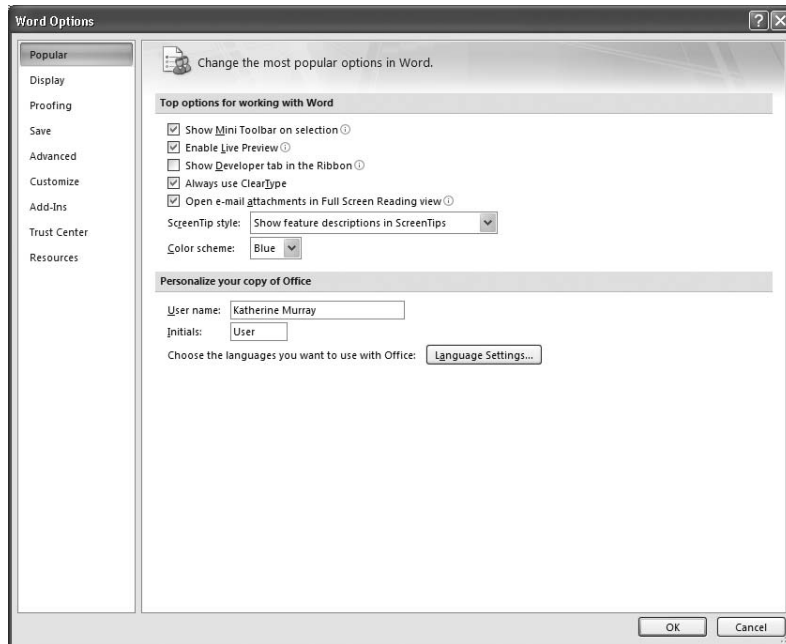 Word Options
Popular
Display
Proofing
Save
Advanced
Customize
Add-Ins
Trust Center
Resources
Change the most popular options in Word.
Top options for working with Word
Show Mini Toolbar on selection
Enable Live Preview
Show Developer tab in the Ribbon
Always use ClearType
Open e-mail attachments in Full Screen Reading view
ScreenTip style: Show feature descriptions in ScreenTips
Color scheme: Blue
Personalize your copy of Office
User name: Katherine Murray
Initials: User
Choose the languages you want to use with Office: Language Settings...
OK Cancel